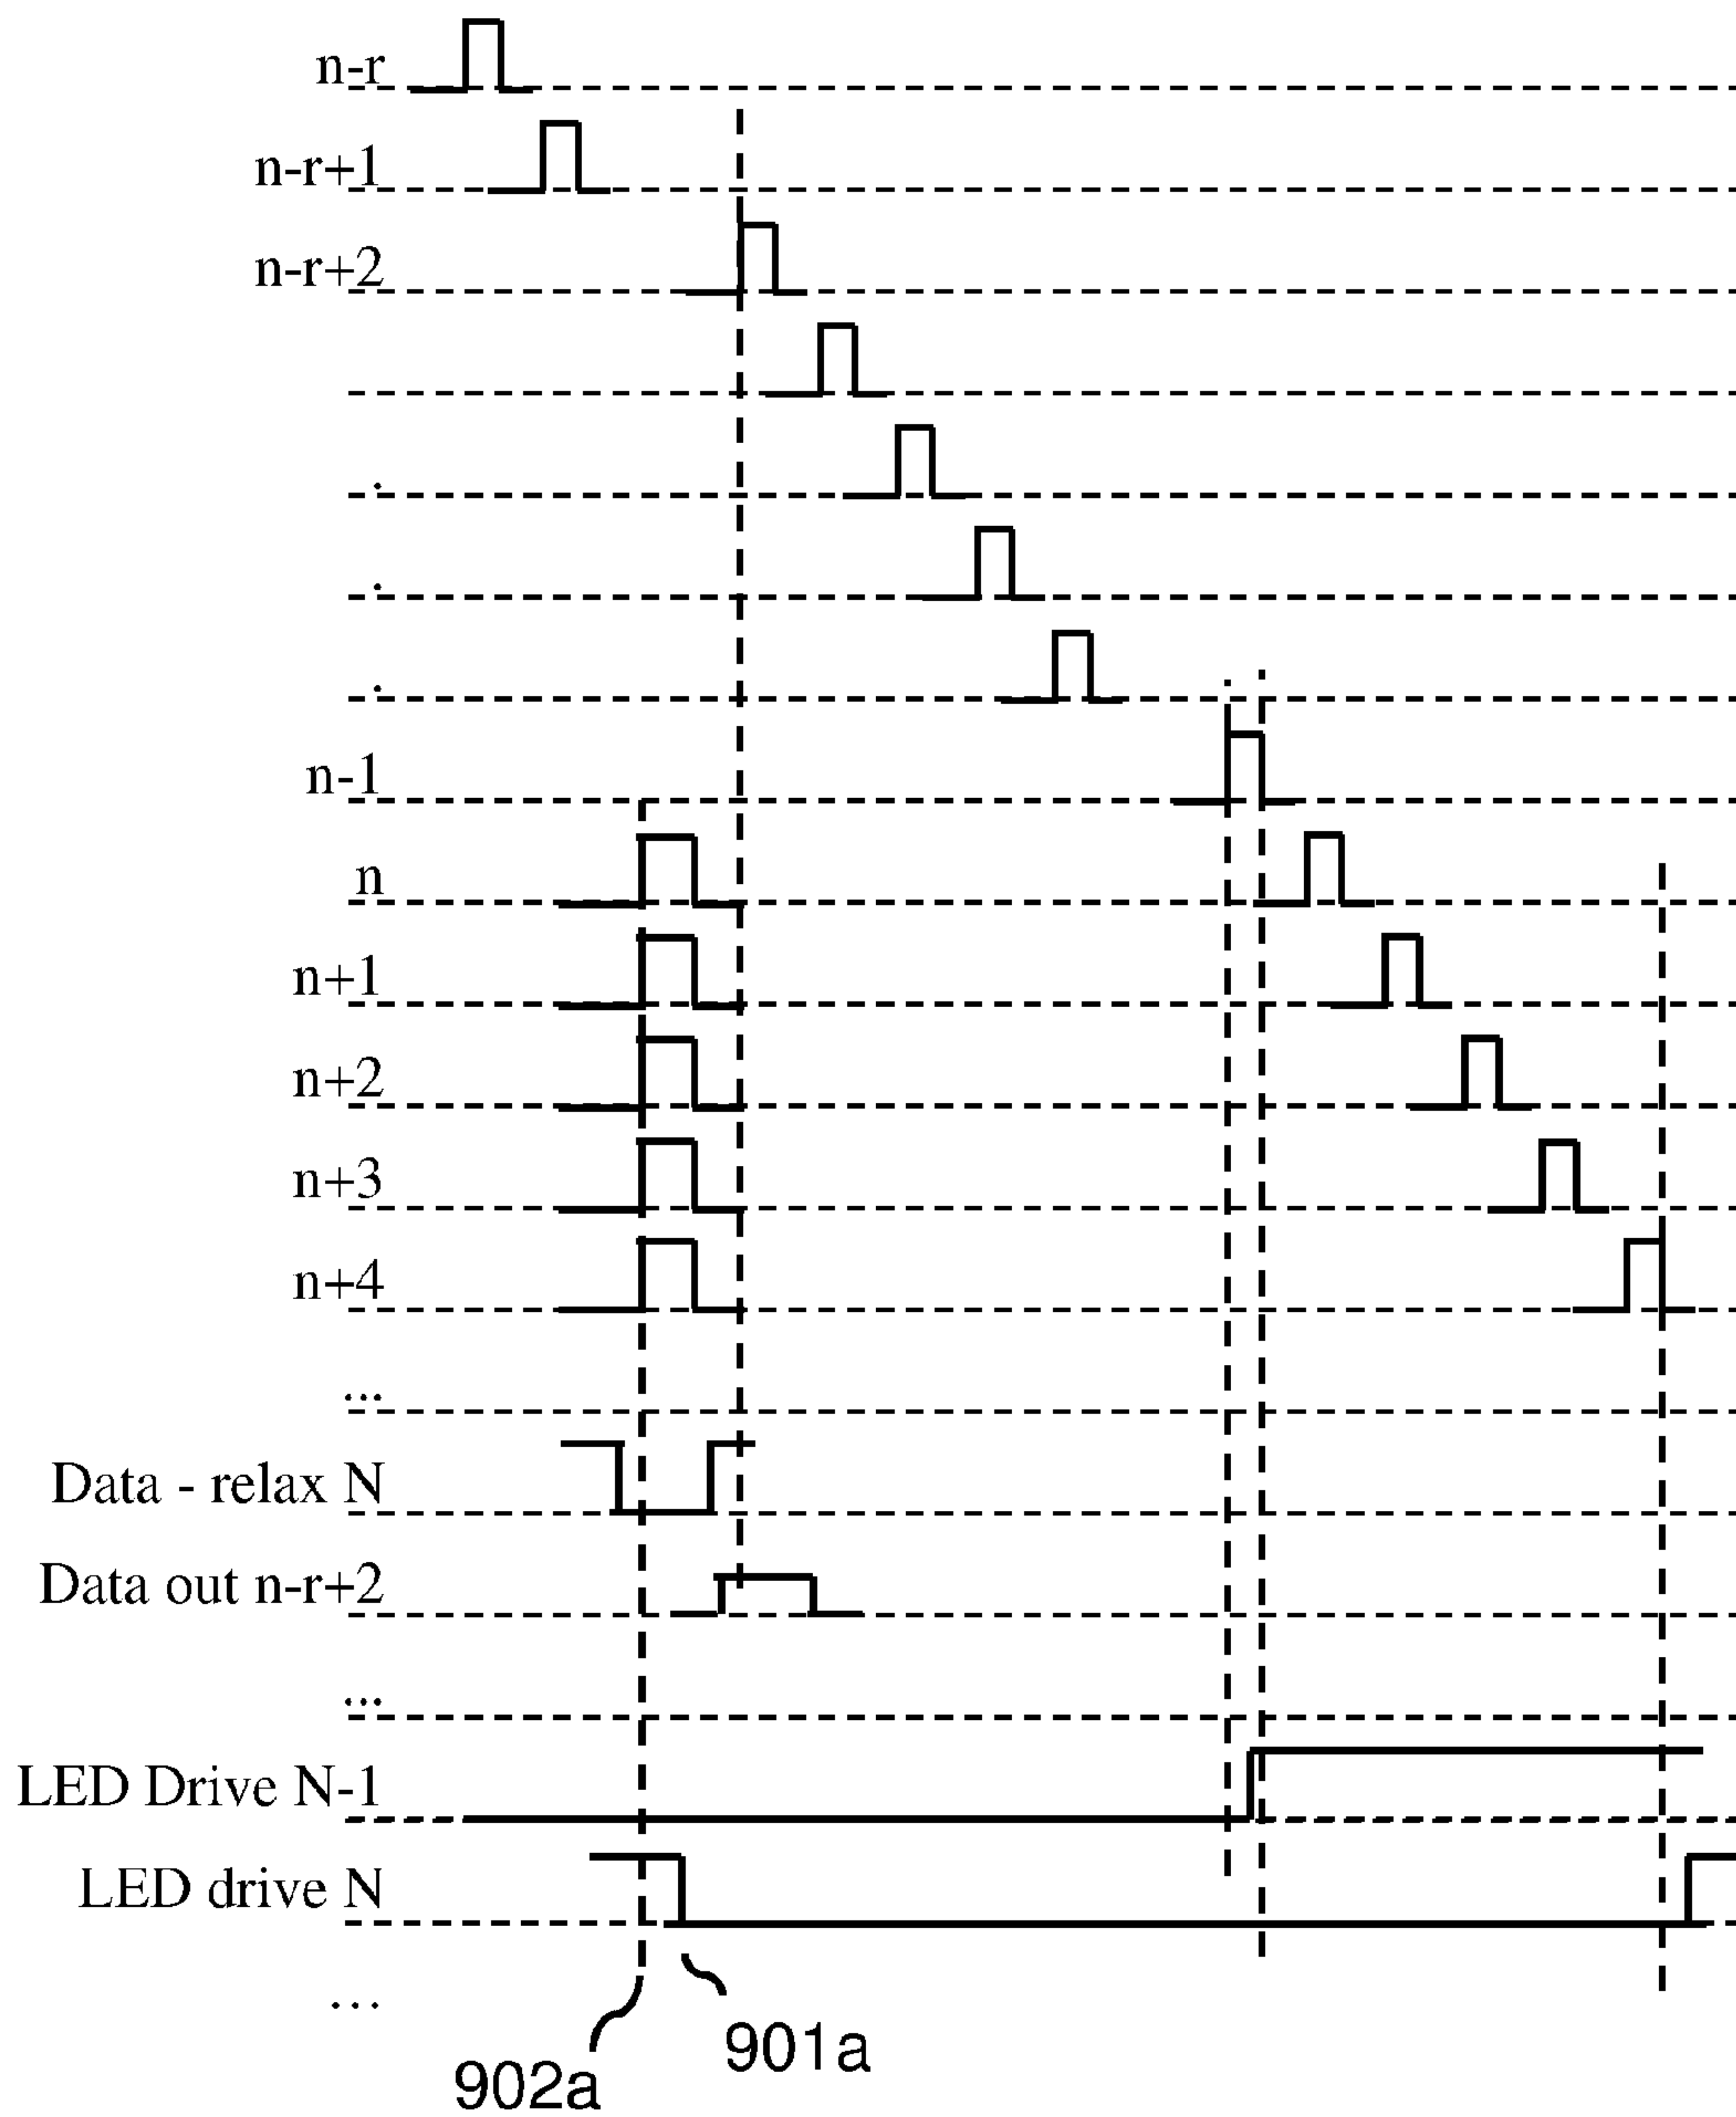 n-r
n-r+1
n-r+2
.
.
.
n-1
n
n+1
n+2
n+3
n+4
...
Data - relax N
Data out n-r+2
...
LED Drive N-1
LED drive N
...
901a
902a